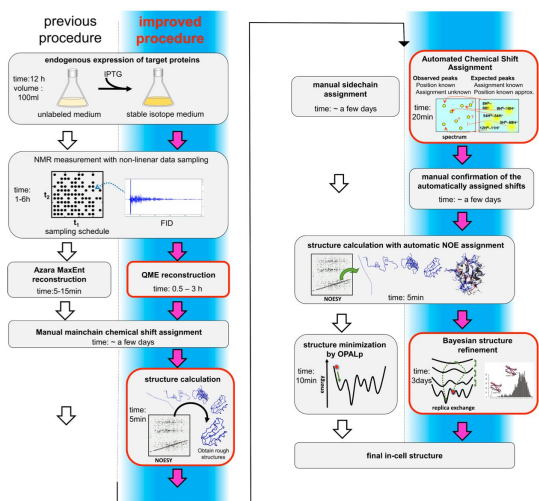 previous
procedure
improved
procedure
endogenous expression of target proteins
time:12 h
volume :
100ml
IPTG
unlabeled medium
stable isotope medium
NMR measurement with non-linenar data sampling
time:
1-6h
t2
t1
sampling schedule
FID
Azara MaxEnt
reconstruction
time:5-15min
QME reconstruction
time: 0.5 – 3 h
Manual mainchain chemical shift assignment
time: ~ a few days
structure calculation
time:
5min
NOESY
Obtain rough
structures
manual sidechain
assignment
time: ~ a few days
Automated Chemical Shift
Assignment
Observed peaks
Position known
Assignment unknown
Expected peaks
Assignment known
Position known approx.
time:
20min
spectrum
manual confirmation of the
automatically assigned shifts
time: ~ a few days
structure calculation with automatic NOE assignment
NOESY
time: 5min
structure minimization
by OPALp
time:
10min
energy
Bayesian structure
refinement
time:
3days
replica exchange
final in-cell structure